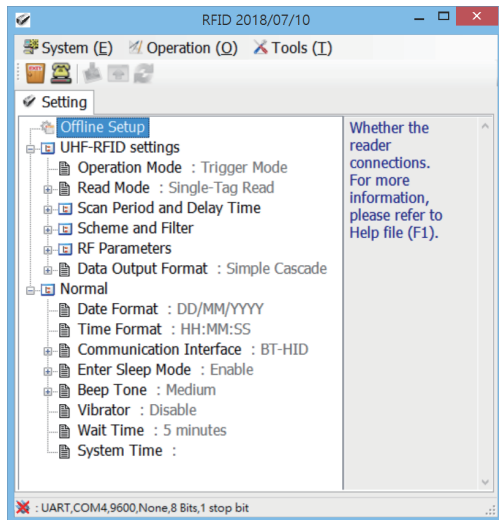 RFID 2018/07/10
System (E) Operation (O) Tools (T)
EXIT
Setting
Offline Setup
UHF-RFID settings
Operation Mode : Trigger Mode
Read Mode : Single-Tag Read
Scan Period and Delay Time
Scheme and Filter
RF Parameters
Data Output Format : Simple Cascade
Normal
Date Format : DD/MM/YYYY
Time Format : HH:MM:SS
Communication Interface : BT-HID
Enter Sleep Mode : Enable
Beep Tone : Medium
Vibrator : Disable
Wait Time : 5 minutes
System Time :
Whether the
reader
connections.
For more
information,
please refer to
Help file (F1).
: UART,COM4,9600,None,8 Bits,1 stop bit